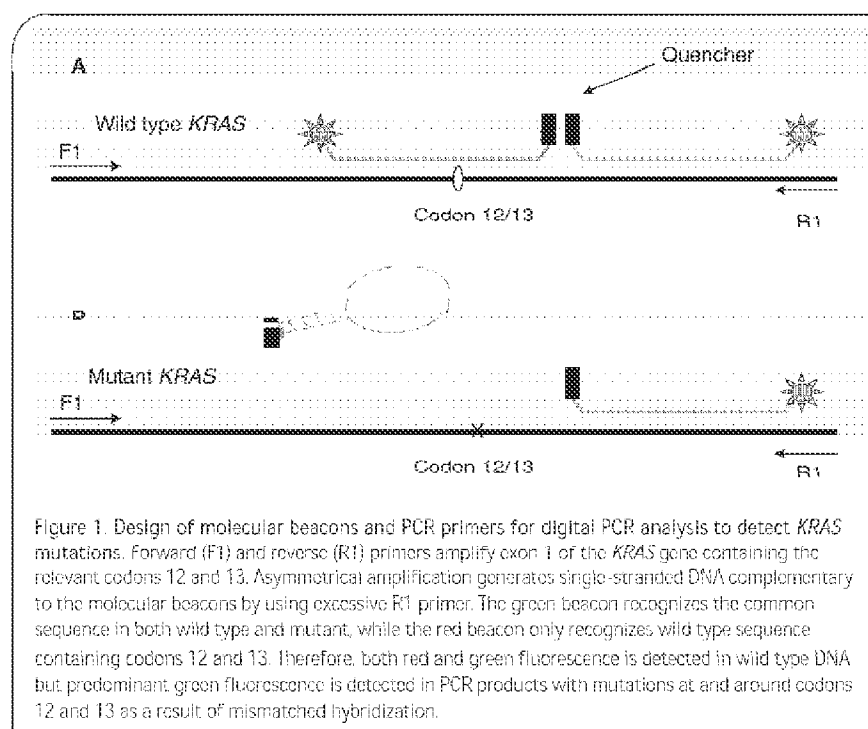 A
Quencher
Wild type KRAS
F1
Codon 12/13
R1
Mutant KRAS
F1
Codon 12/13
R1
Figure 1. Design of molecular beacons and PCR primers for digital PCR analysis to detect KRAS
mutations. Forward (F1) and reverse (R1) primers amplify exon 1 of the KRAS gene containing the
relevant codons 12 and 13. Asymmetrical amplification generates single-stranded DNA complementary
to the molecular beacons by using excessive R1 primer. The green beacon recognizes the common
sequence in both wild type and mutant, while the red beacon only recognizes wild type sequence
containing codons 12 and 13. Therefore, both red and green fluorescence is detected in wild type DNA
but predominant green fluorescence is detected in PCR products with mutations at and around codons
12 and 13 as a result of mismatched hybridization.